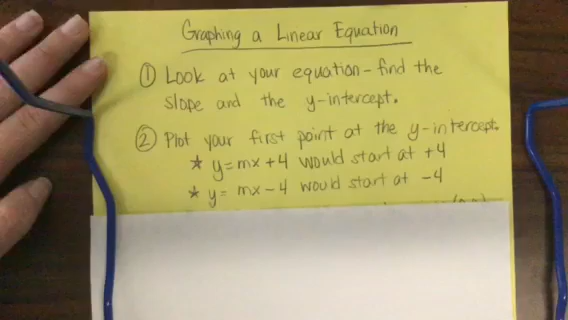 Graphing a Linear Equation
① Look at your equation - find the
slope and the y-intercept.
② Plot your first point at the y-intercept.
* y=mx+4 would start at +4
* y= mx-4 would start at -4